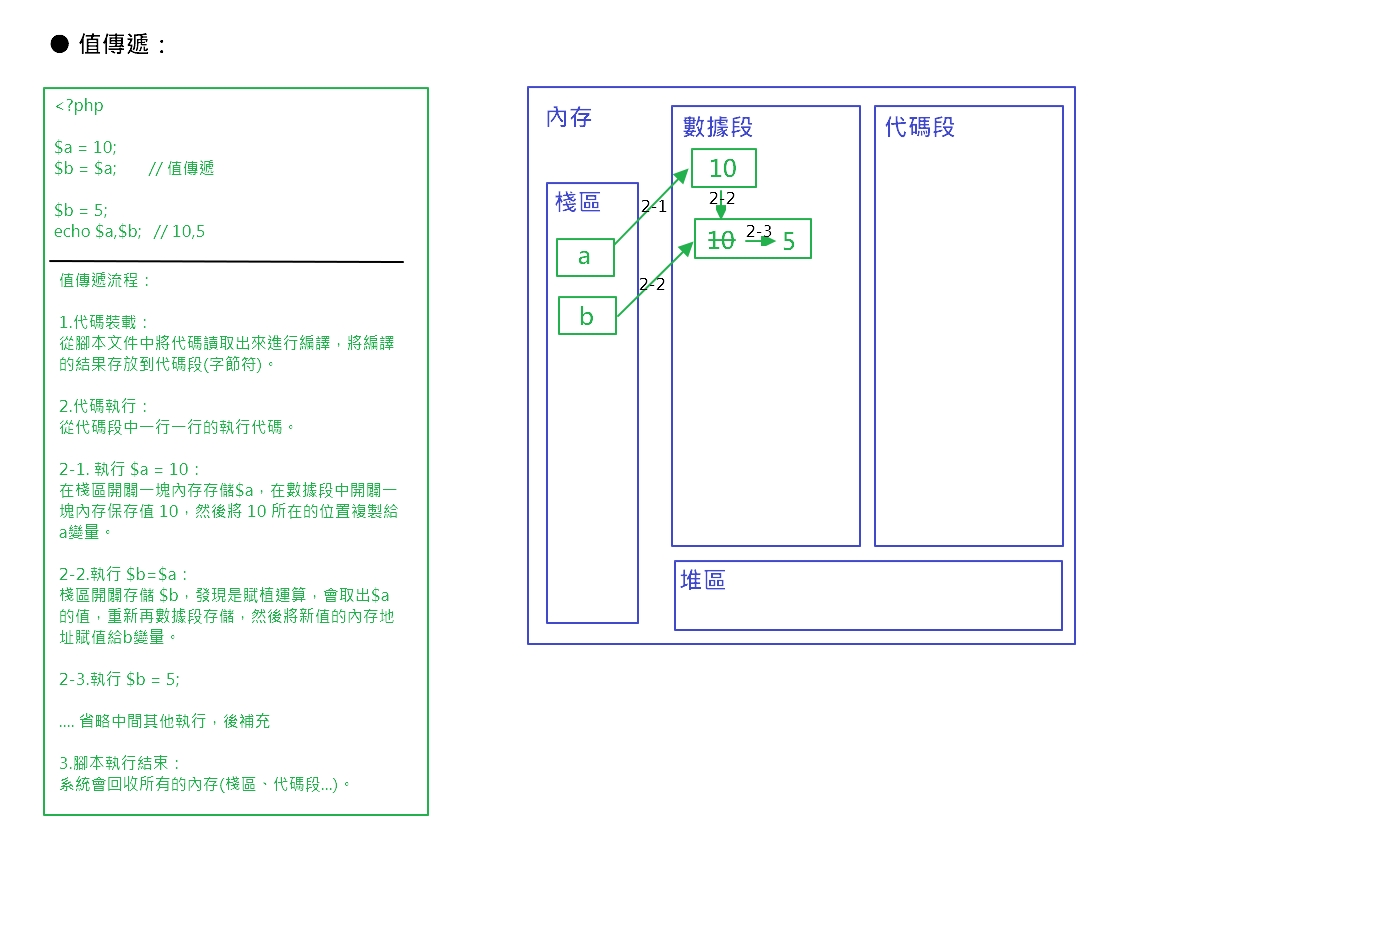 ● 值傳遞：
<?php
$a = 10;
$b = $a; // 值傳遞
$b = 5;
echo $a,$b; // 10,5
值傳遞流程：
1.代碼裝載：
從腳本文件中將代碼讀取出來進行編譯，將編譯
的結果存放到代碼段(字節符)。
2.代碼執行：
從代碼段中一行一行的執行代碼。
2-1. 執行 $a = 10：
在棧區開闢一塊內存存儲$a，在數據段中開闢一
塊內存保存值 10，然後將 10 所在的位置複製給
a變量。
2-2.執行 $b=$a：
棧區開闢存儲 $b，發現是賦植運算，會取出$a
的值，重新再數據段存儲，然後將新值的內存地
址賦值給b變量。
2-3.執行 $b = 5;
.... 省略中間其他執行，後補充
3.腳本執行結束：
系統會回收所有的內存(棧區、代碼段...)。
內存
棧區
a
b
2-1
2-2
數據段
10
2-2
10 2-3 5
代碼段
堆區